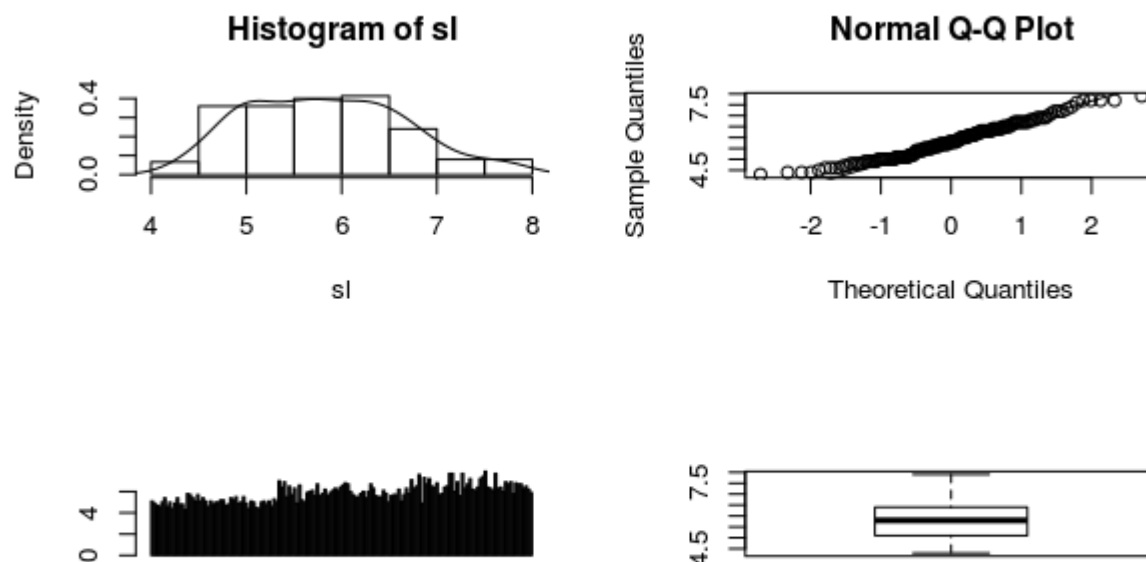 Histogram of sl
Density
0.0 0.4
4 5 6 7 8
sl
Normal Q-Q Plot
Sample Quantiles
4.5 7.5
-2 -1 0 1 2
Theoretical Quantiles
0 4
4.5 7.5